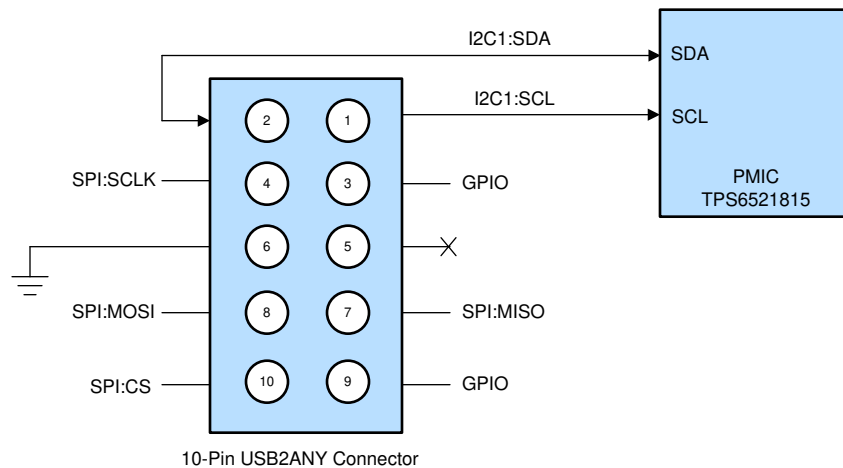 I2C1:SDA
SDA
I2C1:SCL
SCL
2 1
SPI:SCLK 4 3 GPIO
PMIC
TPS6521815
6 5
SPI:MOSI 8 7 SPI:MISO
SPI:CS 10 9 GPIO
10-Pin USB2ANY Connector